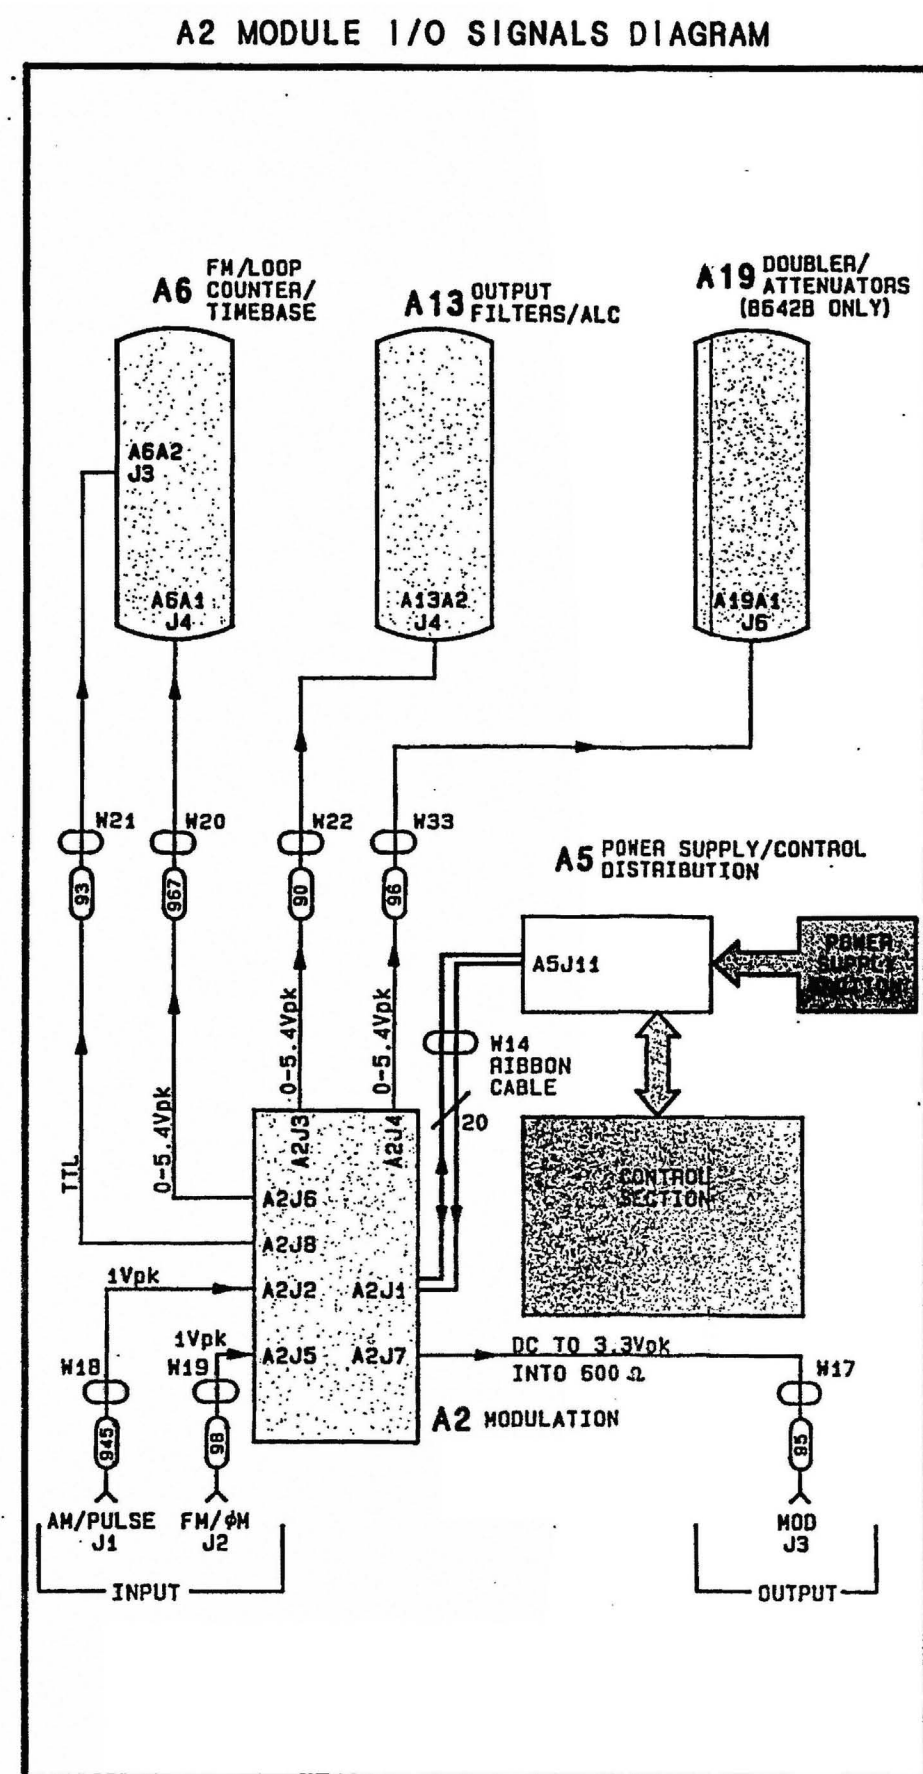 A2 MODULE I/O SIGNALS DIAGRAM
A6 FM/LOOP
COUNTER/
TIMEBASE
A13 OUTPUT
FILTERS/ALC
A19 DOUBLER/
ATTENUATORS
(8642B ONLY)
A6A2
J3
A6A1
J4
A13A2
J4
A19A1
J6
W21
W20
W22
W33
93
967
90
96
A5 POWER SUPPLY/CONTROL
DISTRIBUTION
A5J11
POWER
SUPPLY
W14
RIBBON
CABLE
20
CONTROL
SECTION
TTL
0-5.4Vpk
0-5.4Vpk
0-5.4Vpk
A2J3
A2J4
A2J6
A2J8
1Vpk
A2J2
A2J1
1Vpk
A2J5
A2J7
DC TO 3.3Vpk
INTO 600 Ω
W18
W19
W17
A2 MODULATION
945
98
95
AM/PULSE
J1
FM/ϕM
J2
MOD
J3
INPUT
OUTPUT